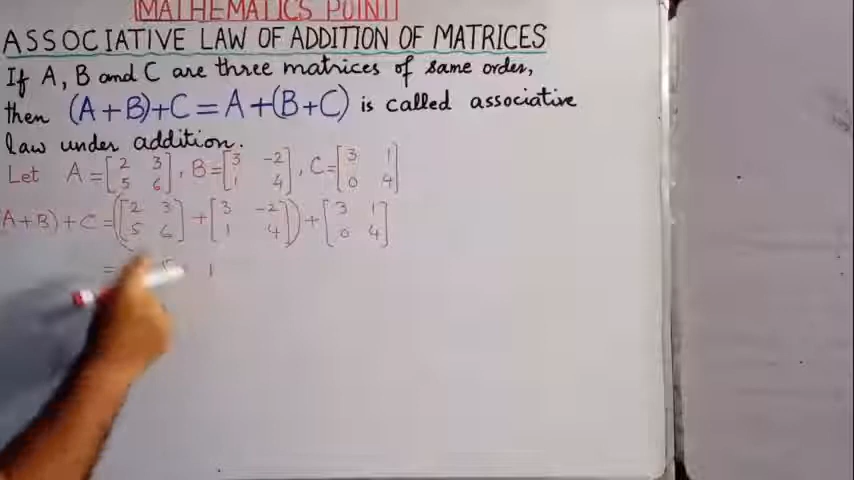 MATHEMATICS POINT
ASSOCIATIVE LAW OF ADDITION OF MATRICES
If A, B and C are three matrices of same order,
then (A+B)+C=A+(B+C) is called associative
law under addition.
Let A=[2 3 5 6], B=[3 -2 1 4], C=[3 1 0 4]
A+B)+C=([2 3 5 6]+[3 -2 1 4])+[3 1 0 4]
= 5 1